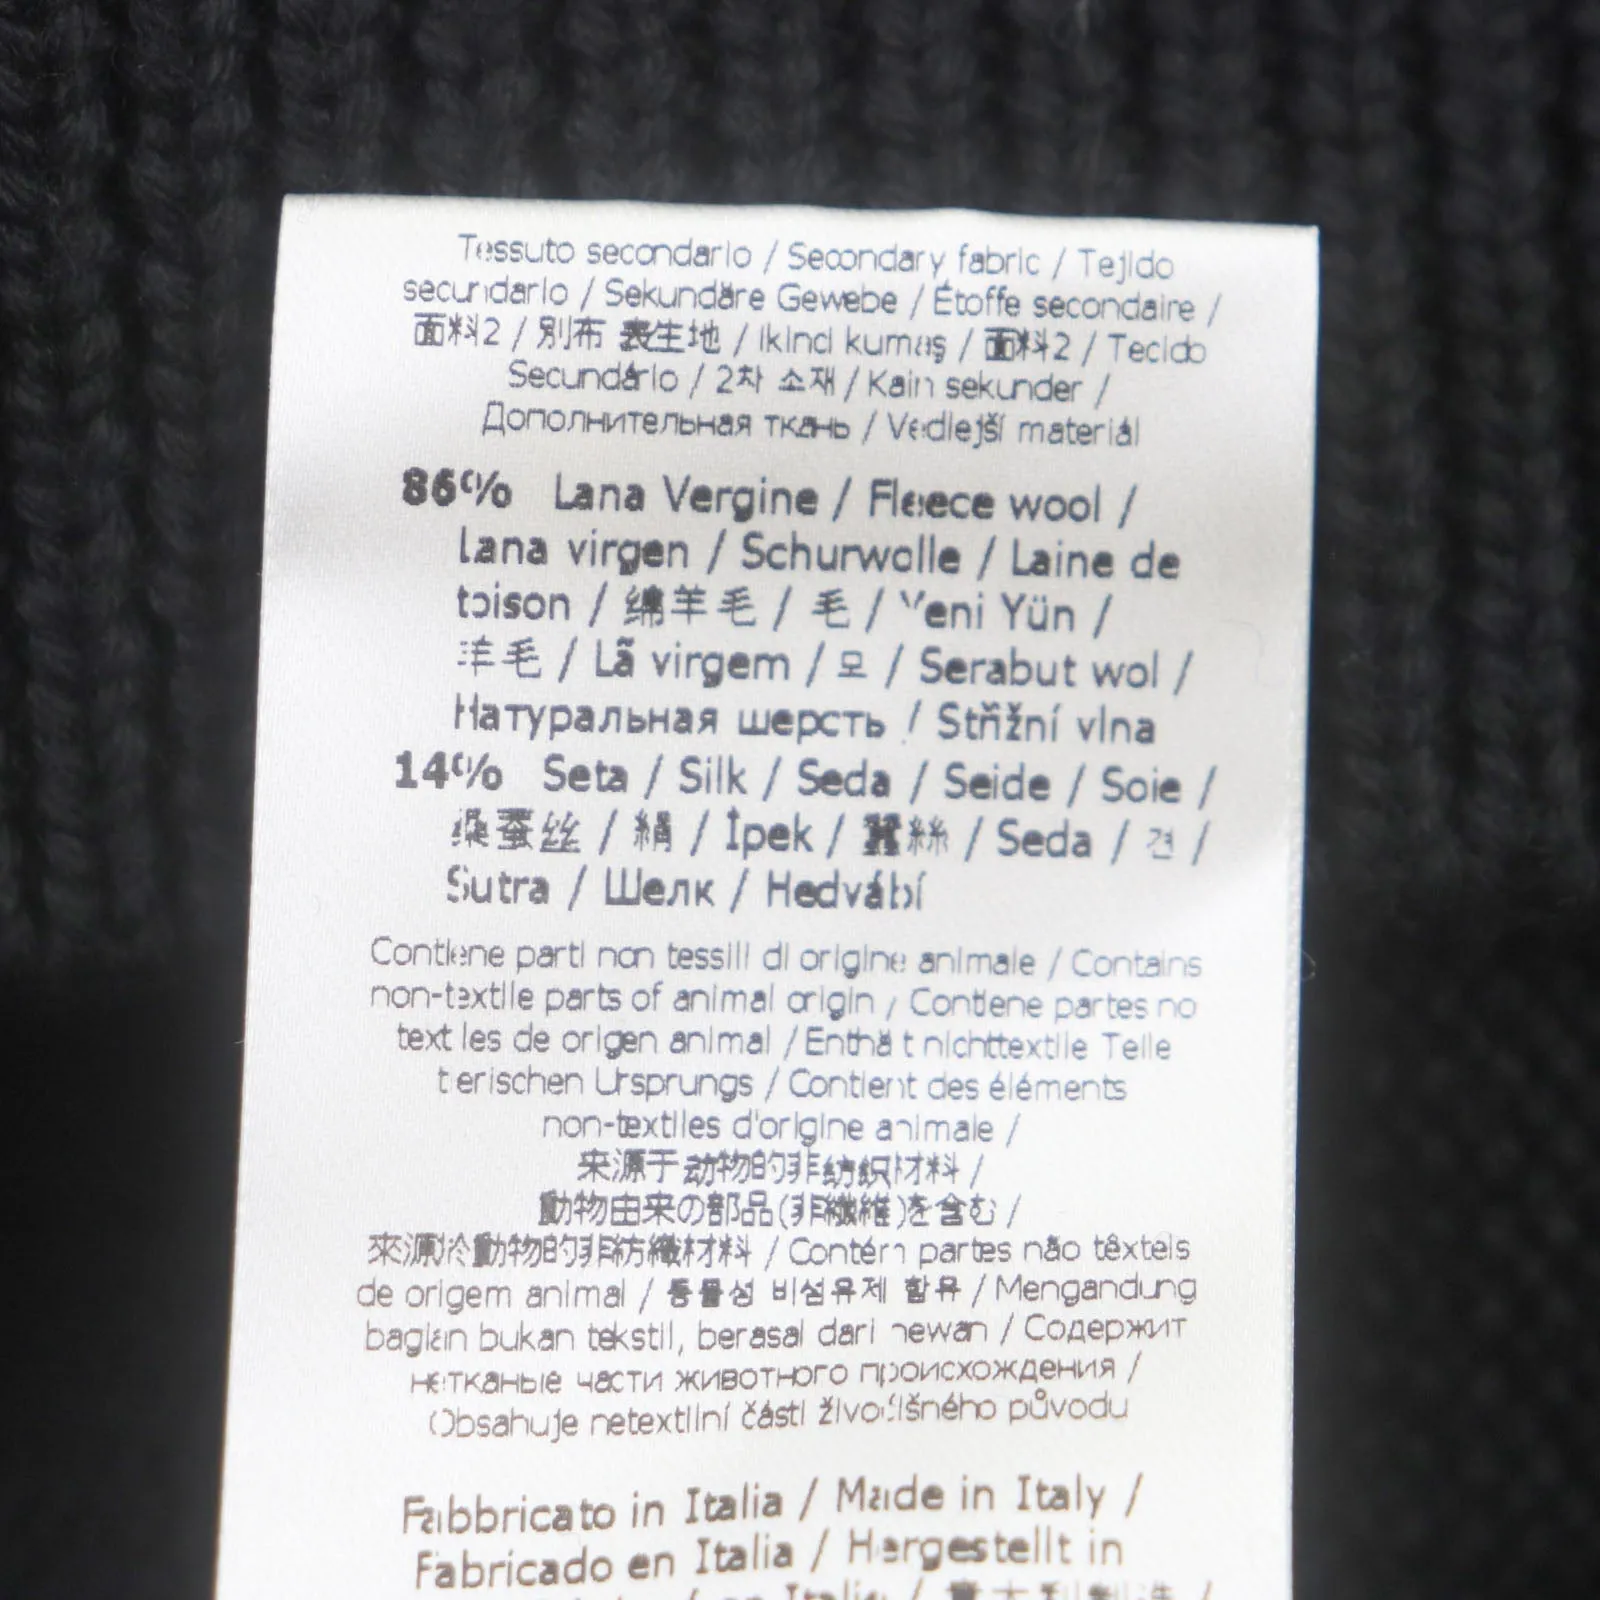 Tessuto secondario / Secondary fabric / Tejido
secundario / Sekundäre Gewebe / Étoffe secondaire /
面料2 / 別布 表生地 / İkinci kumaş / 面料2 / Tecido
Secundário / 2차 소재 / Kain sekunder /
Дополнительная ткань / Vedlejší materiál
86% Lana Vergine / Fleece wool /
Lana virgen / Schurwolle / Laine de
toison / 绵羊毛 / 毛 / Yeni Yün /
羊毛 / Lã virgem / 모 / Serabut wol /
Натуральная шерсть / Střižní vlna
14% Seta / Silk / Seda / Seide / Soie /
桑蚕丝 / 絹 / İpek / 蠶絲 / Seda / 견 /
Sutra / Шелк / Hedvábí
Contiene parti non tessili di origine animale / Contains
non-textile parts of animal origin / Contiene partes no
textiles de origen animal / Enthält nichttextile Teile
tierischen Ursprungs / Contient des éléments
non-textiles d'origine animale /
来源于动物的非纺织材料 /
動物由来の部品(非繊維)を含む /
來源於動物的非紡織材料 / Contém partes não têxteis
de origem animal / 동물성 비섬유제 함유 / Mengandung
bagian bukan tekstil, berasal dari hewan / Содержит
нетканые части животного происхождения /
Obsahuje netextilní části živočišného původu
Fabbricato in Italia / Made in Italy /
Fabricado en Italia / Hergestellt in
en Italie / 意大利制造 /